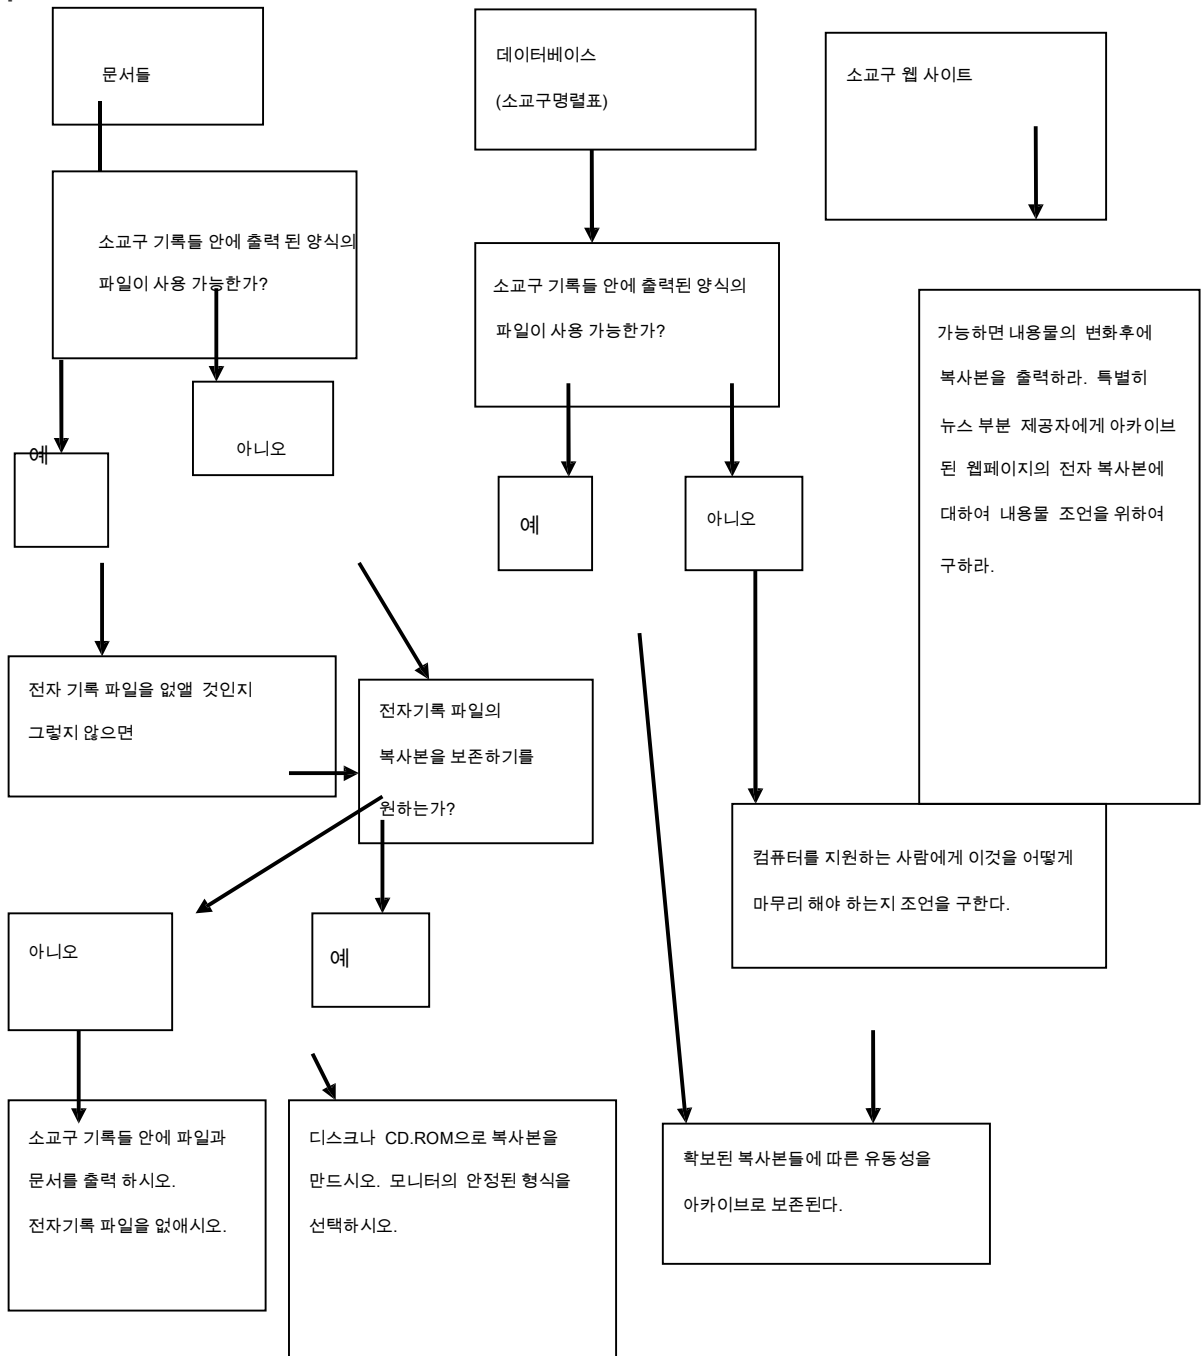 문서들
데이터베이스
(소교구명렬표)
소교구 웹 사이트
소교구 기록들 안에 출력 된 양식의
파일이 사용 가능한가?
소교구 기록들 안에 출력된 양식의
파일이 사용 가능한가?
가능하면 내용물의 변화후에
복사본을 출력하라. 특별히
뉴스 부분 제공자에게 아카이브
된 웹페이지의 전자 복사본에
대하여 내용물 조언을 위하여
구하라.
예
아니오
예
아니오
전자 기록 파일을 없앨 것인지
그렇지 않으면
전자기록 파일의
복사본을 보존하기를
원하는가?
컴퓨터를 지원하는 사람에게 이것을 어떻게
마무리 해야 하는지 조언을 구한다.
아니오
예
소교구 기록들 안에 파일과
문서를 출력 하시오.
전자기록 파일을 없애시오.
디스크나 CD.ROM으로 복사본을
만드시오. 모니터의 안정된 형식을
선택하시오.
확보된 복사본들에 따른 유동성을
아카이브로 보존된다.